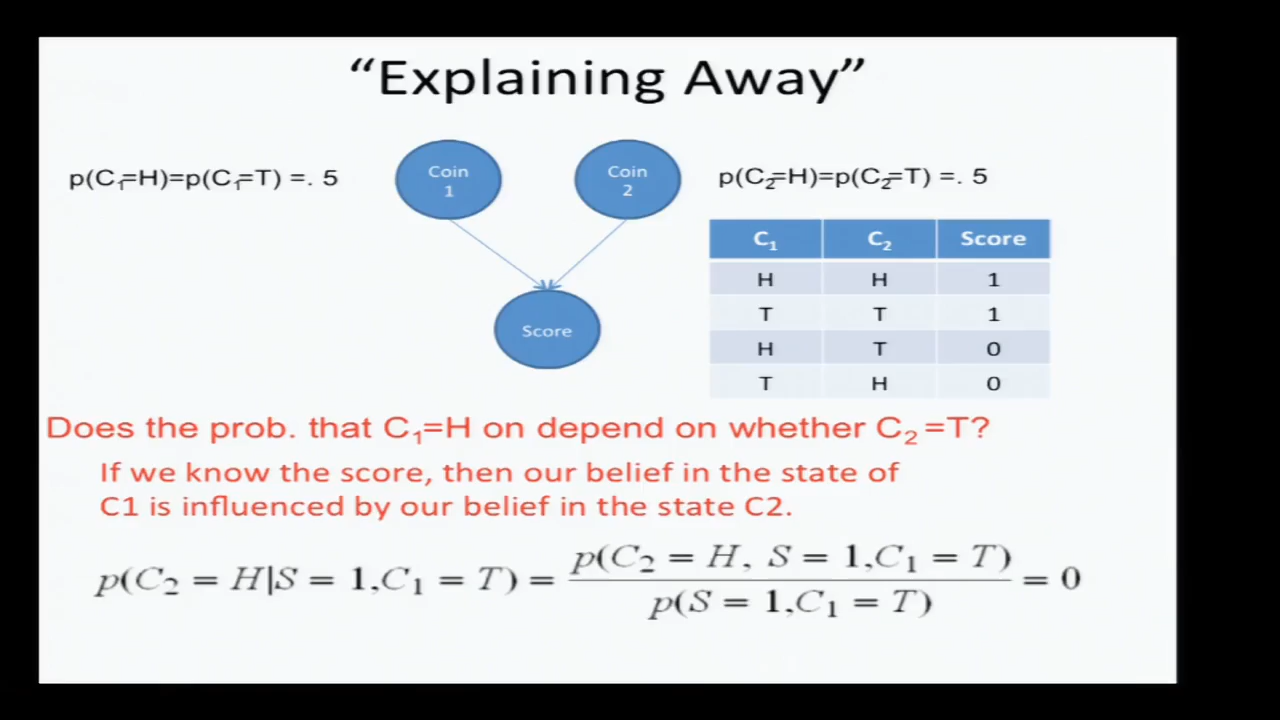 “Explaining Away”
p(C₁=H)=p(C₁=T) =. 5
Coin
1
Coin
2
p(C₂=H)=p(C₂=T) =. 5
Score
C₁ C₂ Score
H H 1
T T 1
H T 0
T H 0
Does the prob. that C₁=H on depend on whether C₂ =T?
If we know the score, then our belief in the state of
C1 is influenced by our belief in the state C2.
p(C₂ = H|S = 1,C₁ = T) = p(C₂ = H, S = 1,C₁ = T) / p(S = 1,C₁ = T) = 0